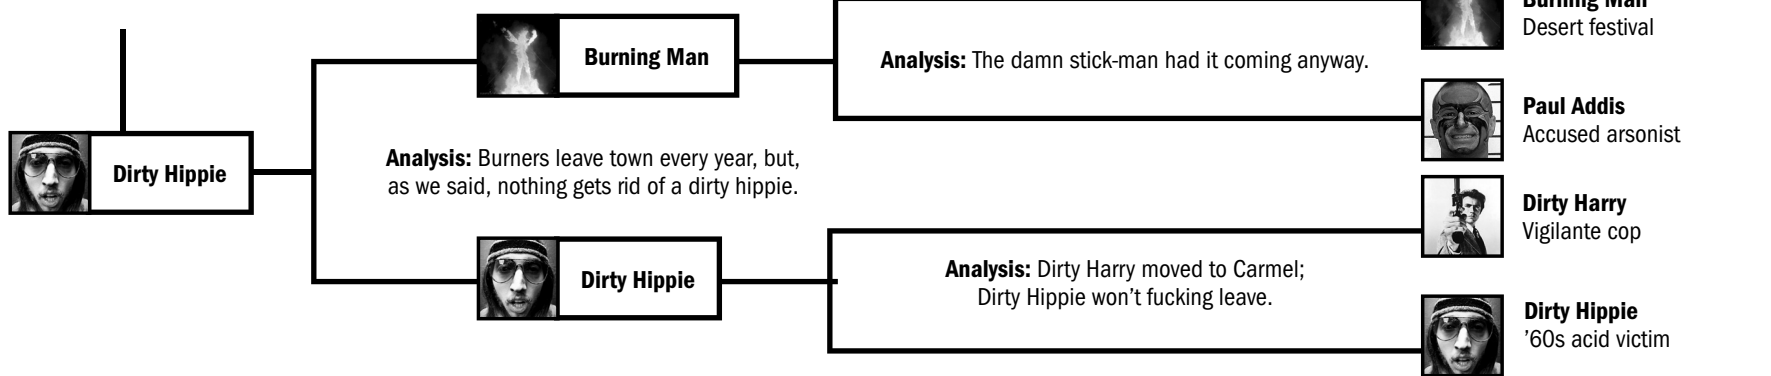 Burning Man
Desert festival
Burning Man
Analysis: The damn stick-man had it coming anyway.
Paul Addis
Accused arsonist
Dirty Hippie
Analysis: Burners leave town every year, but,
as we said, nothing gets rid of a dirty hippie.
Dirty Harry
Vigilante cop
Dirty Hippie
Analysis: Dirty Harry moved to Carmel;
Dirty Hippie won't fucking leave.
Dirty Hippie
’60s acid victim